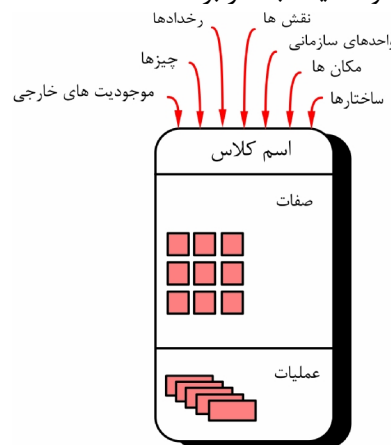 نقش ها
رخدادها
واحدهای سازمانی
چیزها
مکان ها
موجودیت های خارجی
ساختارها
اسم کلاس
صفات
عملیات